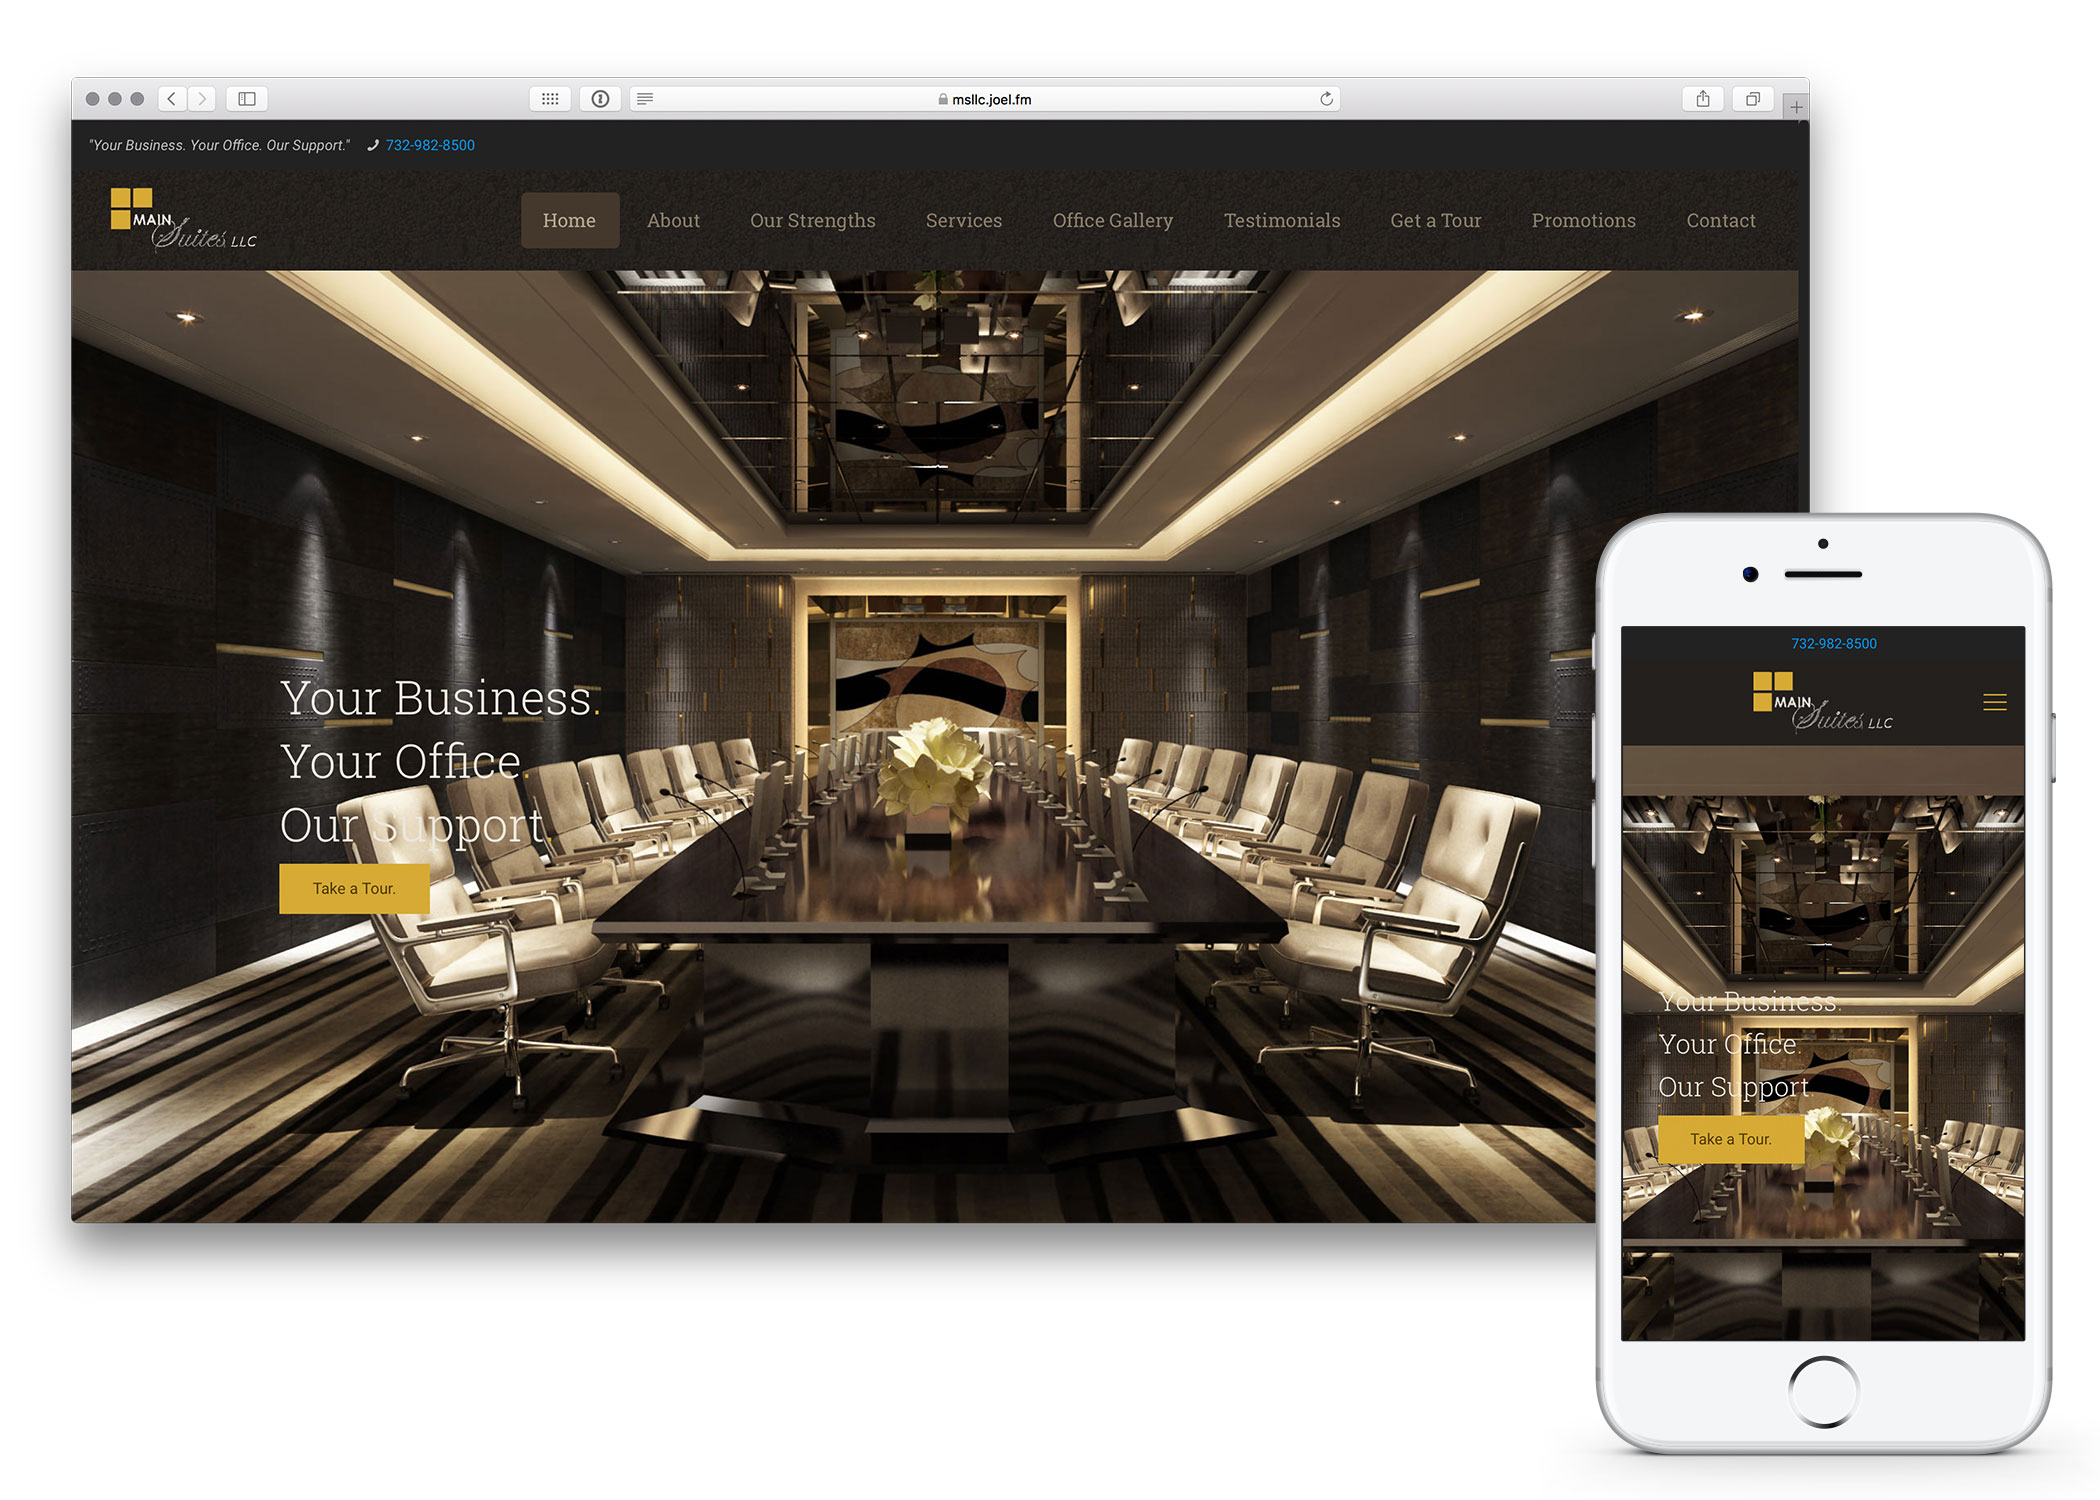 msllc.joel.fm
"Your Business. Your Office. Our Support." 732-982-8500
MAIN
Suites LLC
Home About Our Strengths Services Office Gallery Testimonials Get a Tour Promotions Contact
Your Business.
Your Office.
Our Support.
Take a Tour.
732-982-8500
MAIN
Suites LLC
Your Business.
Your Office.
Our Support.
Take a Tour.